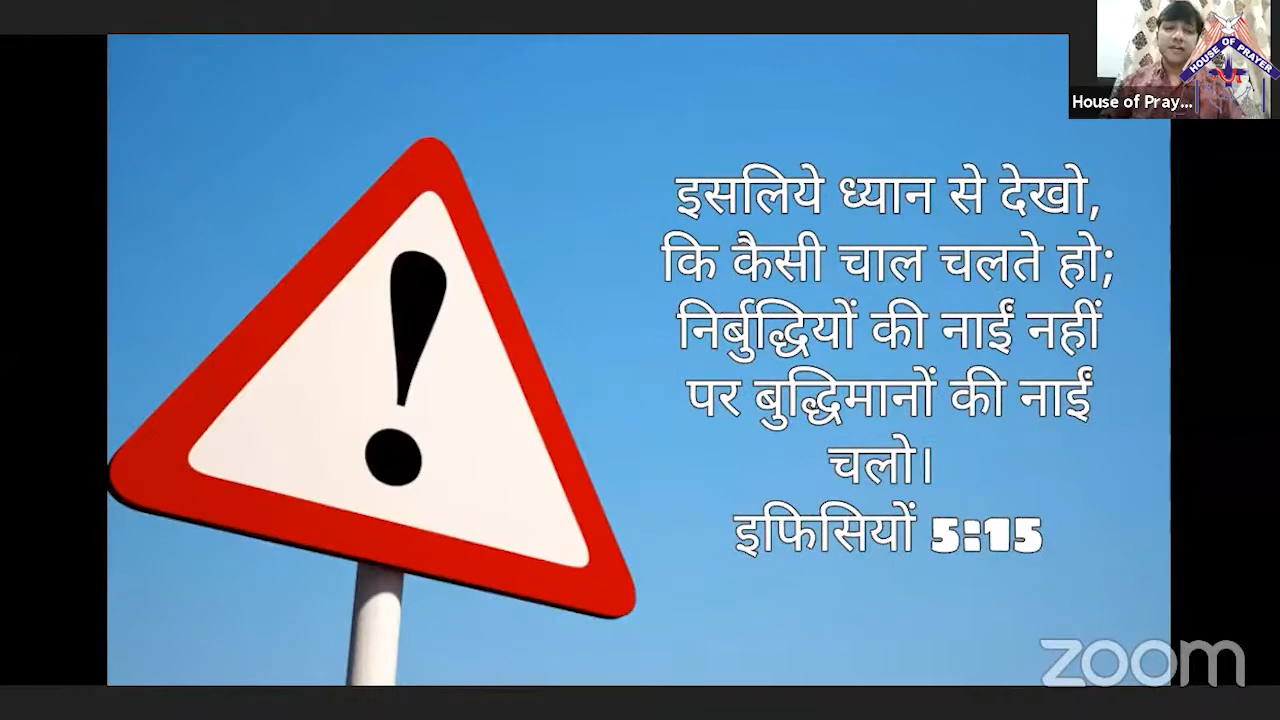 HOUSE OF PRAYER
House of Pray...
इसलिये ध्यान से देखो,
कि कैसी चाल चलते हो;
निर्बुद्धियों की नाईं नहीं
पर बुद्धिमानों की नाईं
चलो।
इफिसियों 5:15
zoom